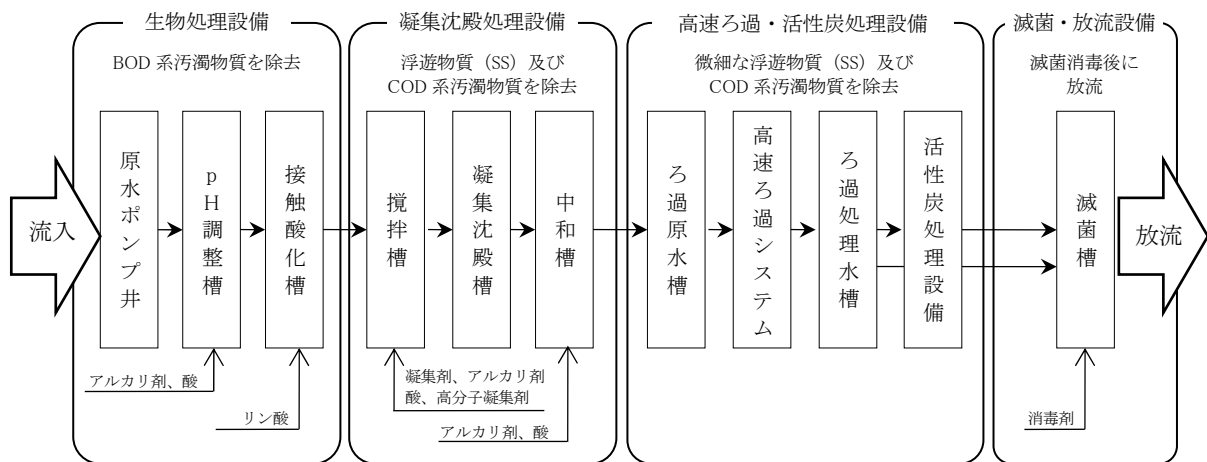 生物処理設備
BOD 系汚濁物質を除去
流入
原水ポンプ井
pH調整槽
接触酸化槽
アルカリ剤、酸
リン酸
凝集沈殿処理設備
浮遊物質（SS）及び
COD 系汚濁物質を除去
撹拌槽
凝集沈殿槽
中和槽
凝集剤、アルカリ剤
酸、高分子凝集剤
アルカリ剤、酸
高速ろ過・活性炭処理設備
微細な浮遊物質（SS）及び
COD 系汚濁物質を除去
ろ過原水槽
高速ろ過システム
ろ過処理水槽
活性炭処理設備
滅菌・放流設備
滅菌消毒後に
放流
滅菌槽
消毒剤
放流